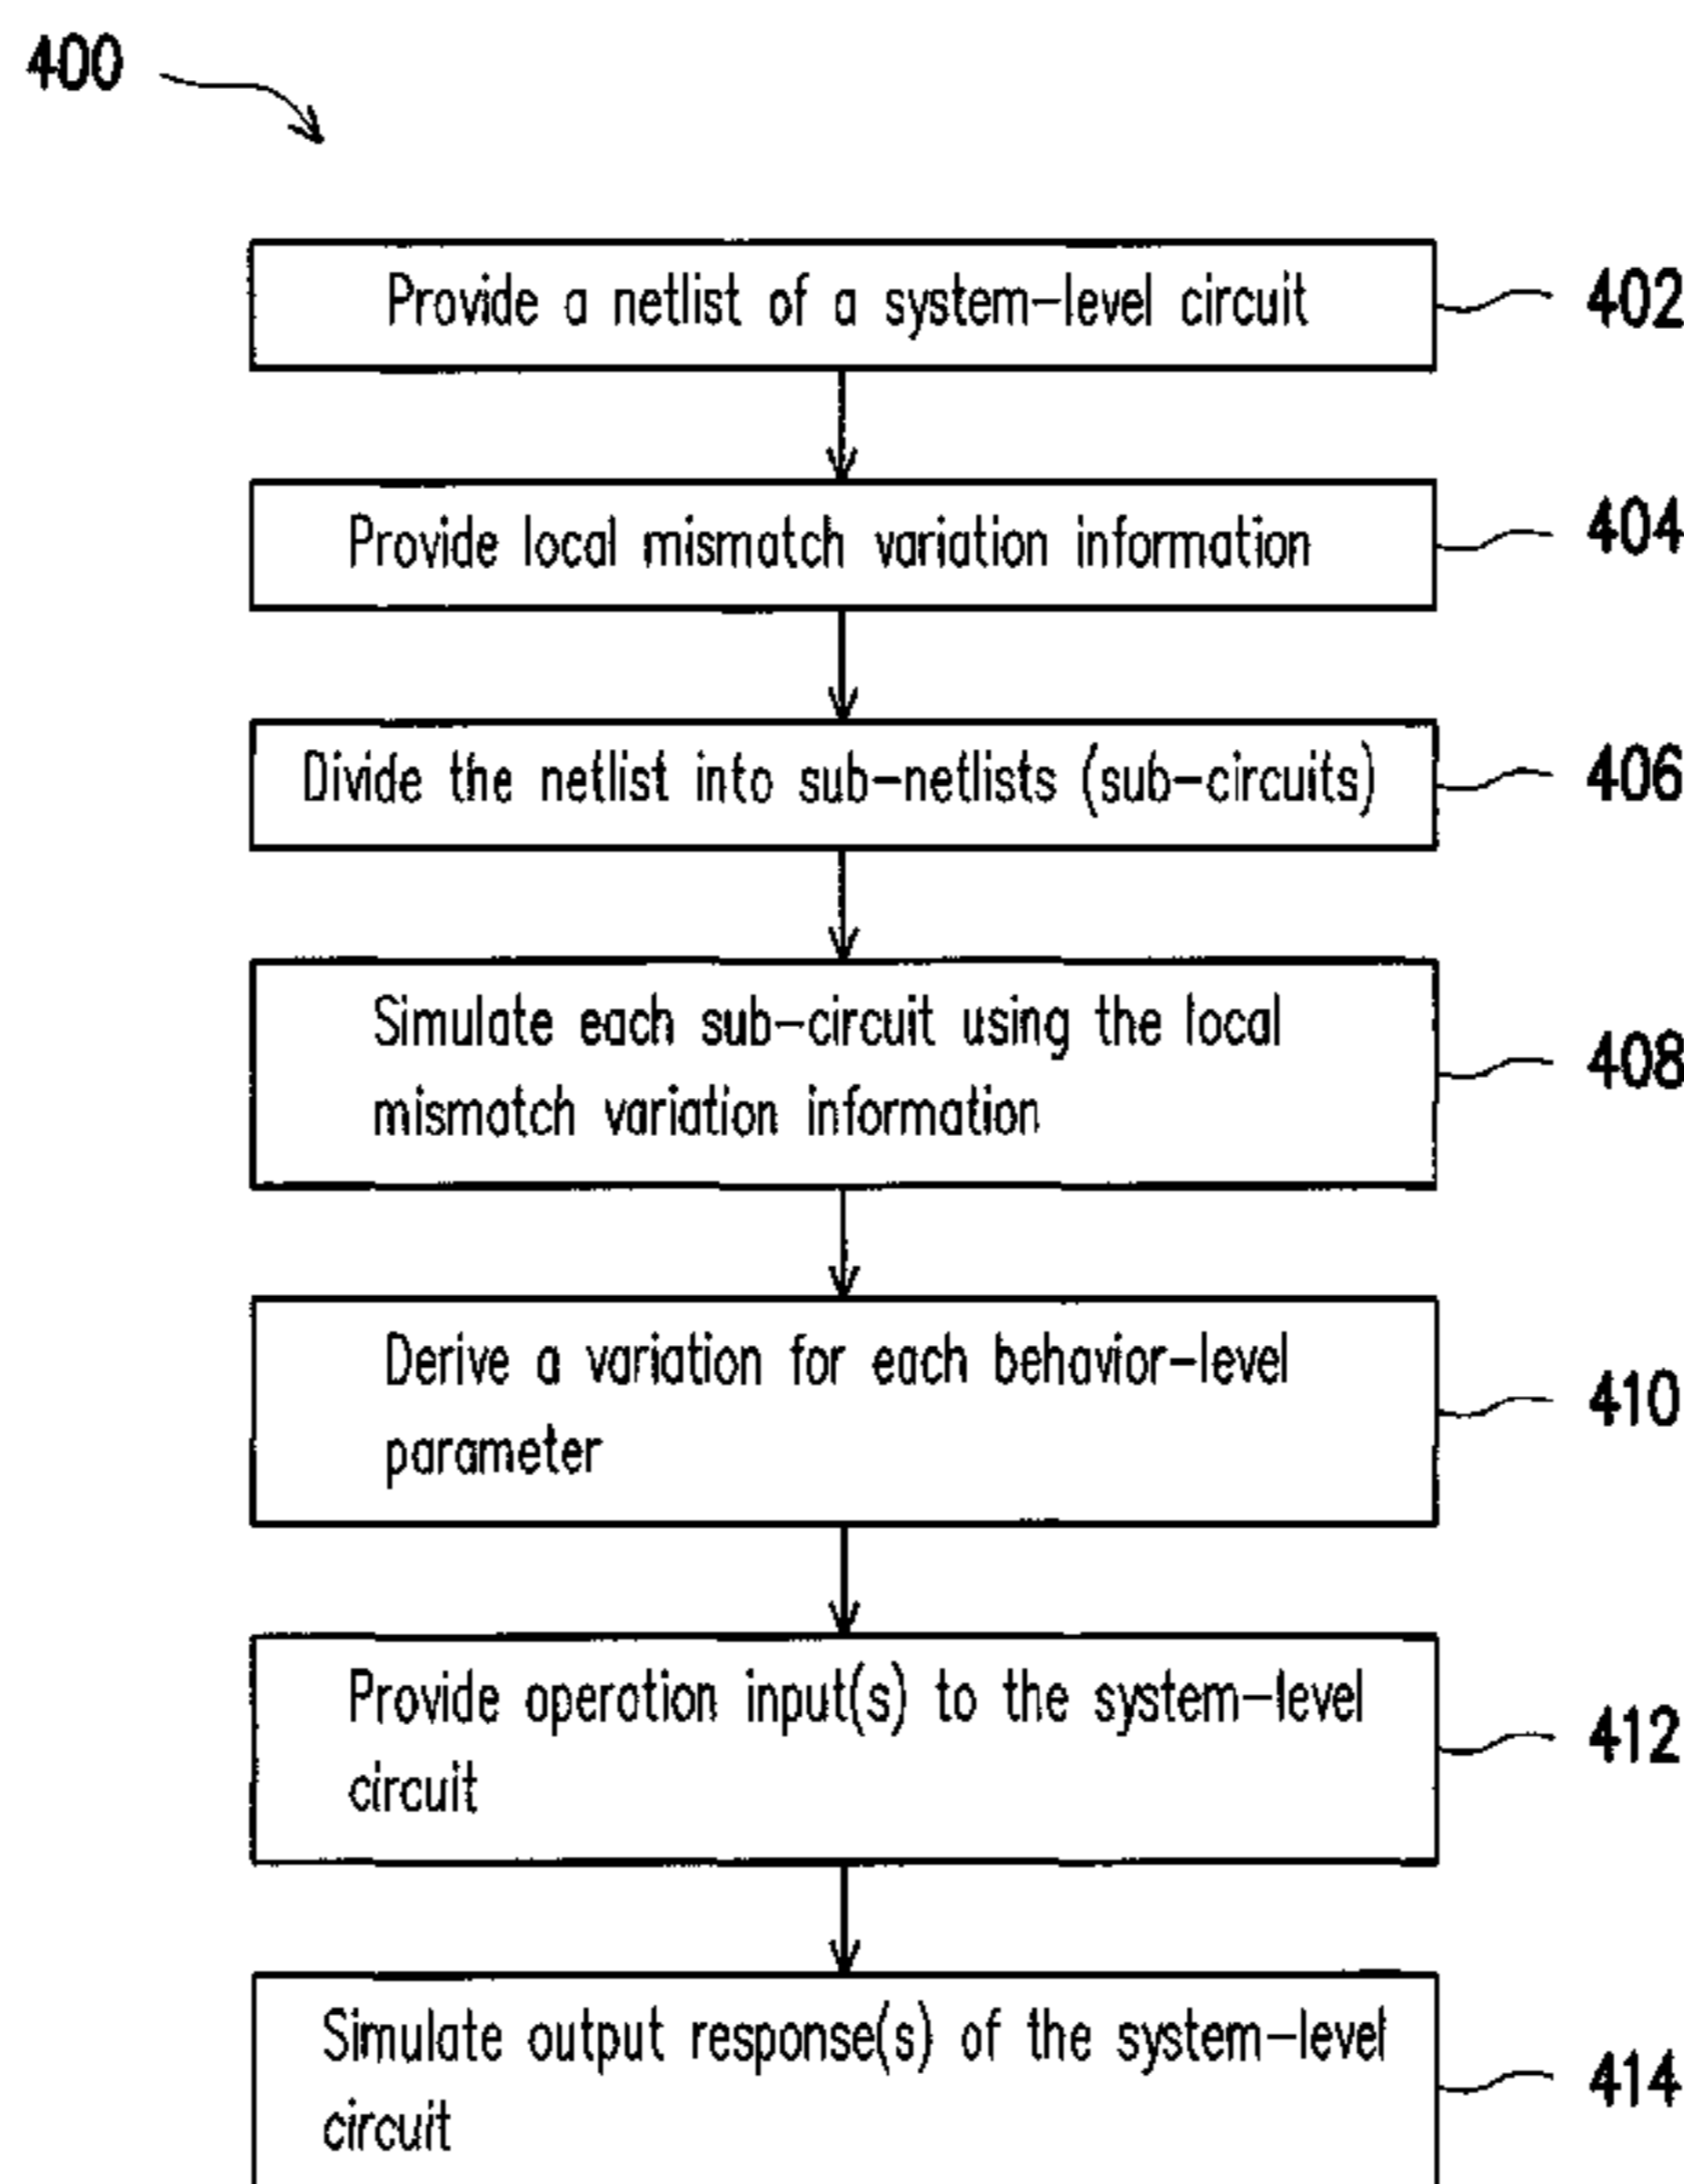 400
Provide a netlist of a system-level circuit
402
Provide local mismatch variation information
404
Divide the netlist into sub-netlists (sub-circuits)
406
Simulate each sub-circuit using the local
mismatch variation information
408
Derive a variation for each behavior-level
parameter
410
Provide operation input(s) to the system-level
circuit
412
Simulate output response(s) of the system-level
circuit
414